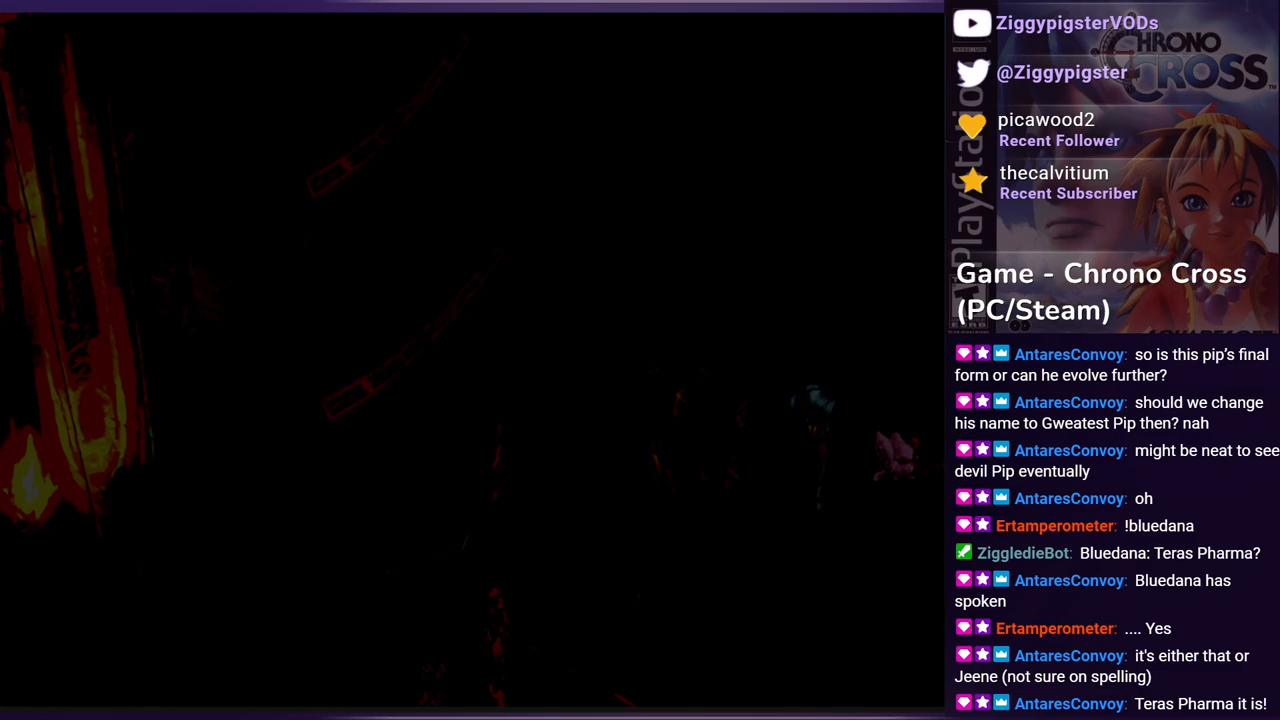 ZiggypigsterVODs
@Ziggypigster
picawood2
Recent Follower
thecalvitium
Recent Subscriber
CHRONO
CROSS
PlayStation
Game - Chrono Cross
(PC/Steam)
AntaresConvoy: so is this pip's final
form or can he evolve further?
AntaresConvoy: should we change
his name to Gweatest Pip then? nah
AntaresConvoy: might be neat to see
devil Pip eventually
AntaresConvoy: oh
Ertamperometer: !bluedana
ZiggledieBot: Bluedana: Teras Pharma?
AntaresConvoy: Bluedana has
spoken
Ertamperometer: .... Yes
AntaresConvoy: it's either that or
Jeene (not sure on spelling)
AntaresConvoy: Teras Pharma it is!